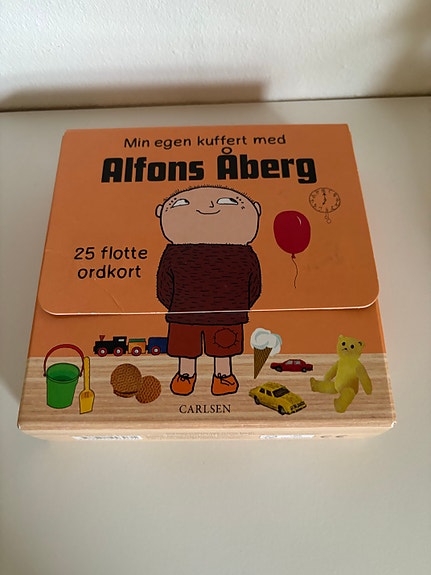 Min egen kuffert med
Alfons Åberg
25 flotte
ordkort
CARLSEN